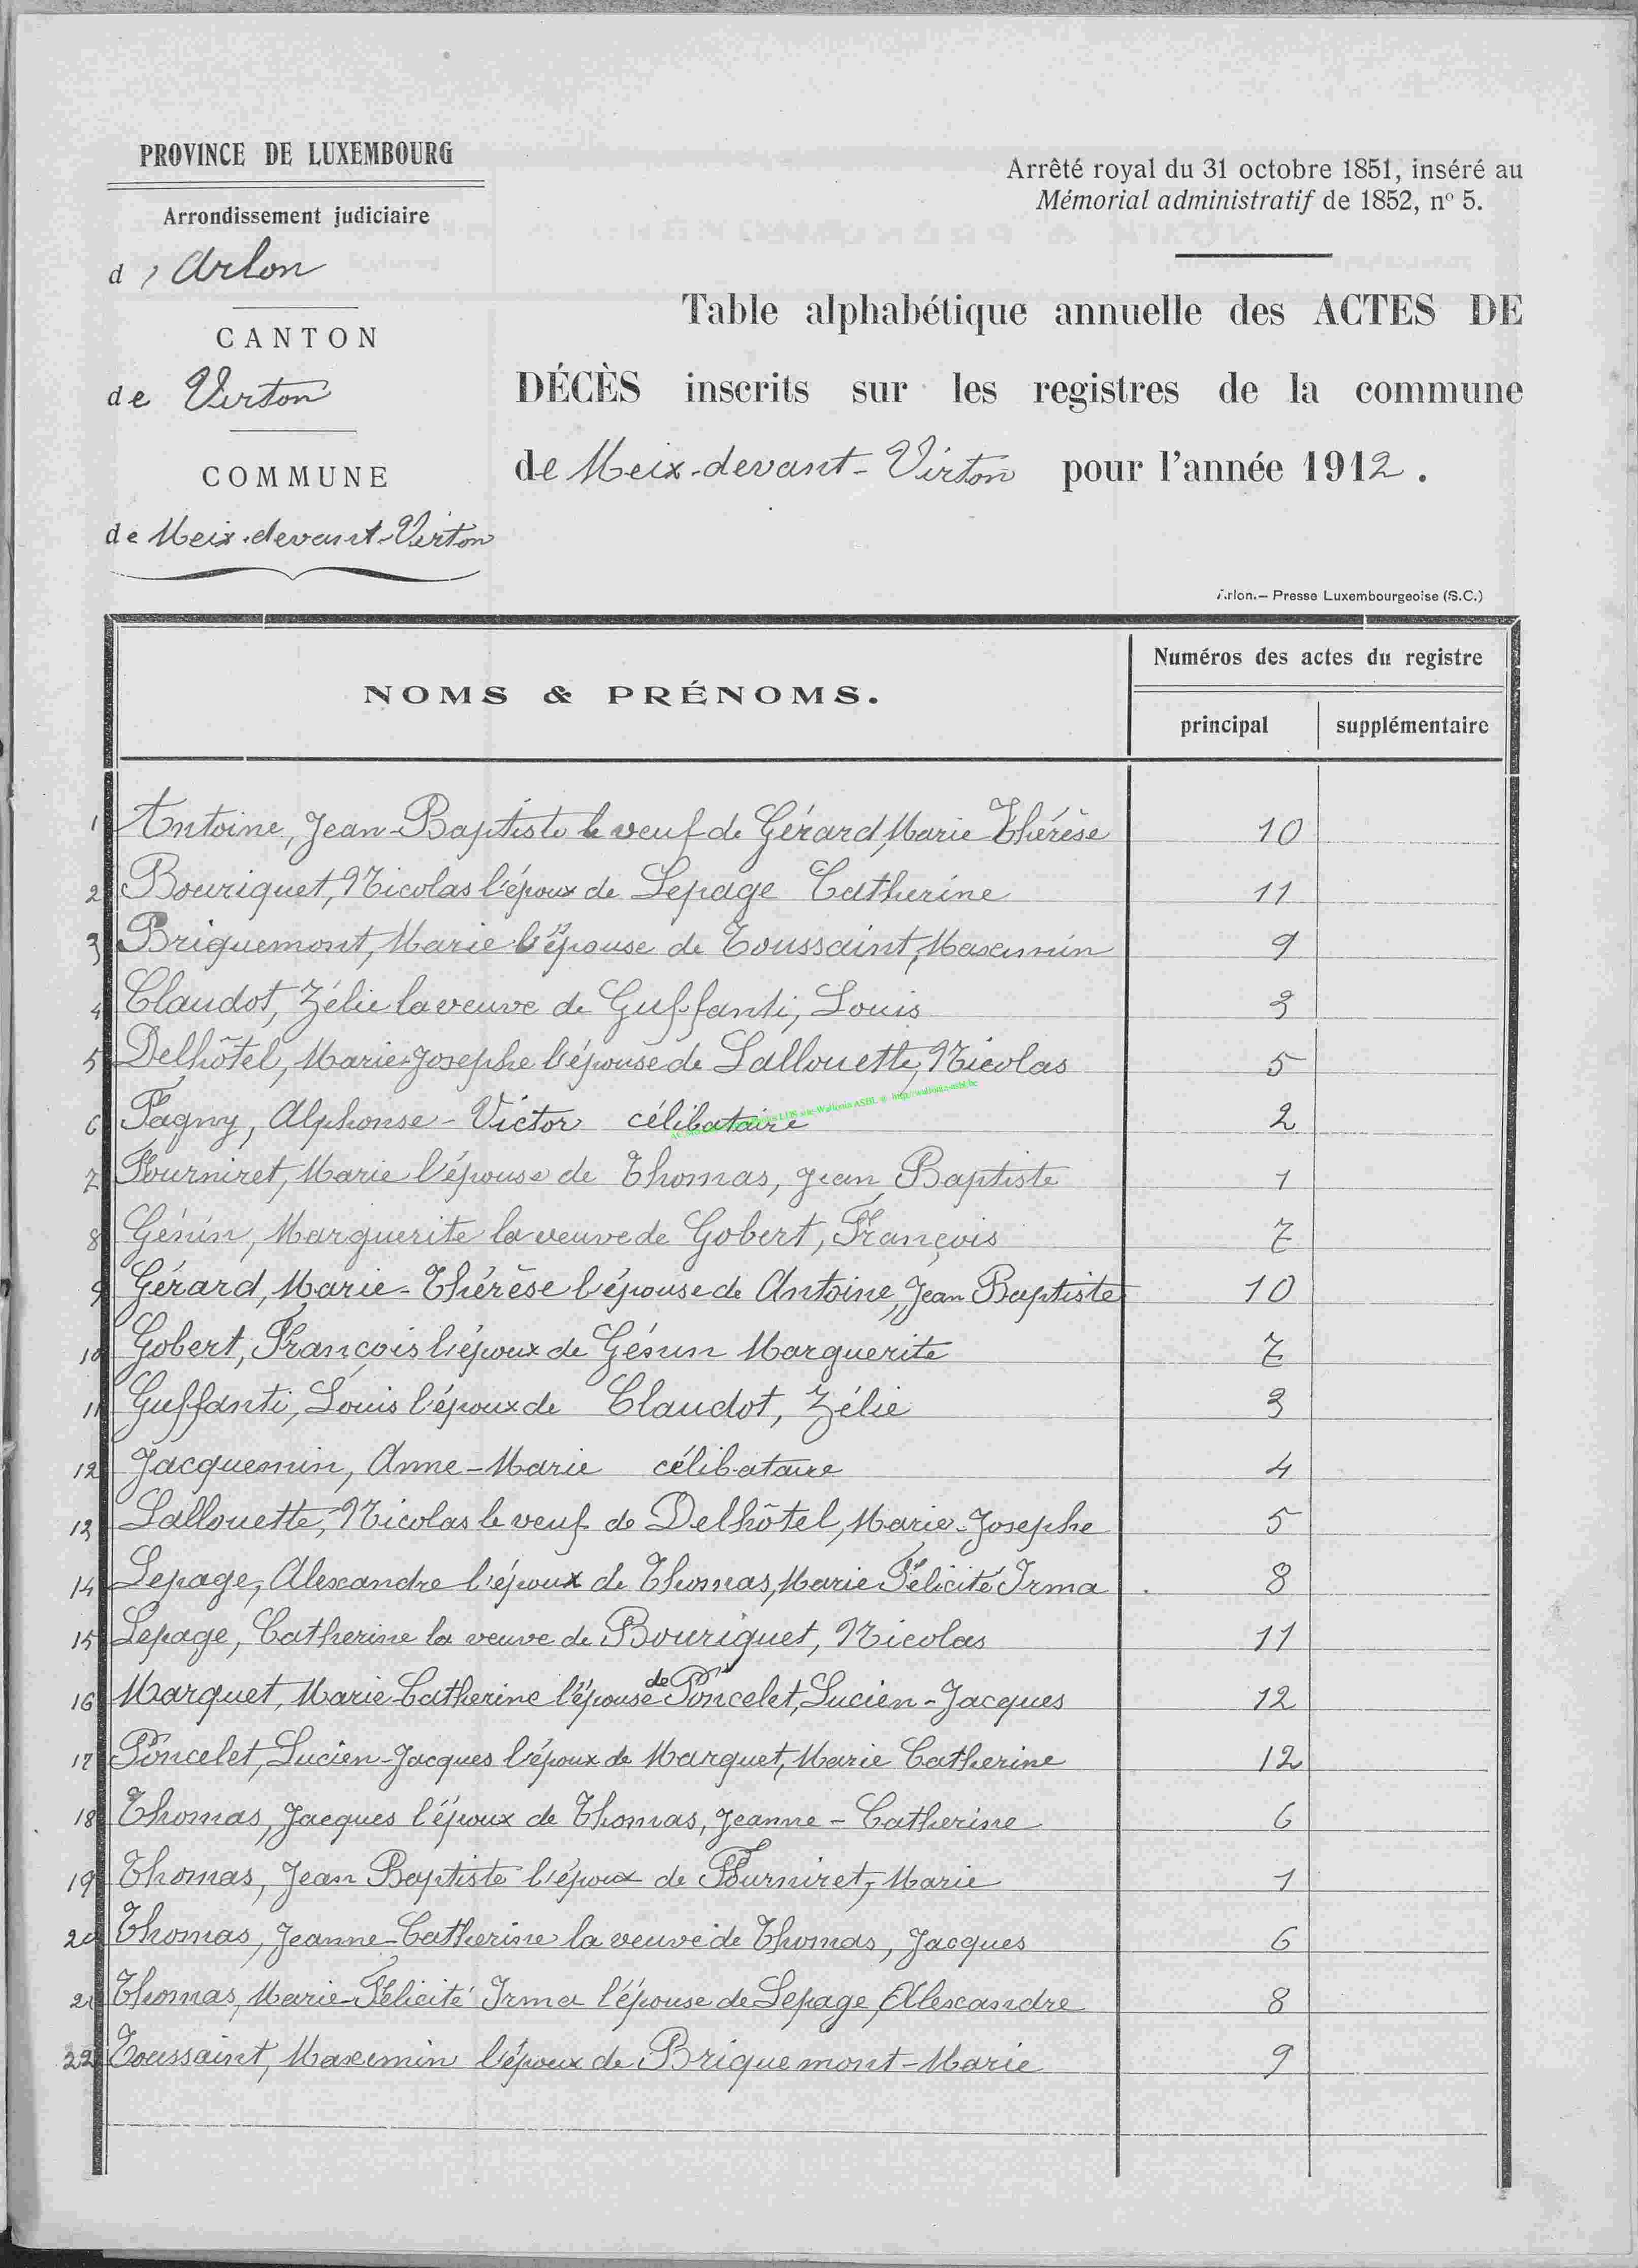 PROVINCE DE LUXEMBOURG
Arrondissement judiciaire
d'Arlon
CANTON
de Virton
COMMUNE
de Meix-devant-Virton
Arrêté royal du 31 octobre 1851, inséré au
Mémorial administratif de 1852, nº 5.
Table alphabétique annuelle des ACTES DE
DÉCÈS inscrits sur les registres de la commune
de Meix-devant-Virton pour l'année 1912.
Arlon.— Presse Luxembourgeoise (S.C.)
NOMS & PRÉNOMS.
Numéros des actes du registre
principal supplémentaire
1 Antoine, Jean-Baptiste le veuf de Gérard, Marie Thérèse 10
2 Bouriquet, Nicolas l'époux de Lepage Catherine 11
3 Briquemont, Marie l'épouse de Toussaint, Maximin 9
4 Claudot, Zélie la veuve de Guffanti, Louis 3
5 Delhôtel, Marie-Josephe l'épouse de Lallouette, Nicolas 5
6 Fagny, Alphonse-Victor célibataire 2
7 Fourniret, Marie l'épouse de Thomas, Jean Baptiste 1
8 Génin, Marguerite la veuve de Gobert, François 7
9 Gérard, Marie-Thérèse l'épouse de Antoine, Jean Baptiste 10
10 Gobert, François l'époux de Génin Marguerite 7
11 Guffanti, Louis l'époux de Claudot, Zélie 3
12 Jacquemin, Anne-Marie célibataire 4
13 Lallouette, Nicolas le veuf de Delhôtel, Marie-Josephe 5
14 Lepage, Alexandre l'époux de Thomas, Marie Félicité Irma 8
15 Lepage, Catherine la veuve de Bouriquet, Nicolas 11
16 Marquet, Marie Catherine l'épouse de Poncelet, Lucien-Jacques 12
17 Poncelet, Lucien-Jacques l'époux de Marquet, Marie Catherine 12
18 Thomas, Jacques l'époux de Thomas, Jeanne-Catherine 6
19 Thomas, Jean Baptiste l'époux de Fourniret, Marie 1
20 Thomas, Jeanne-Catherine la veuve de Thomas, Jacques 6
21 Thomas, Marie-Félicité Irma l'épouse de Lepage, Alexandre 8
22 Toussaint, Maximin l'époux de Briquemont-Marie 9